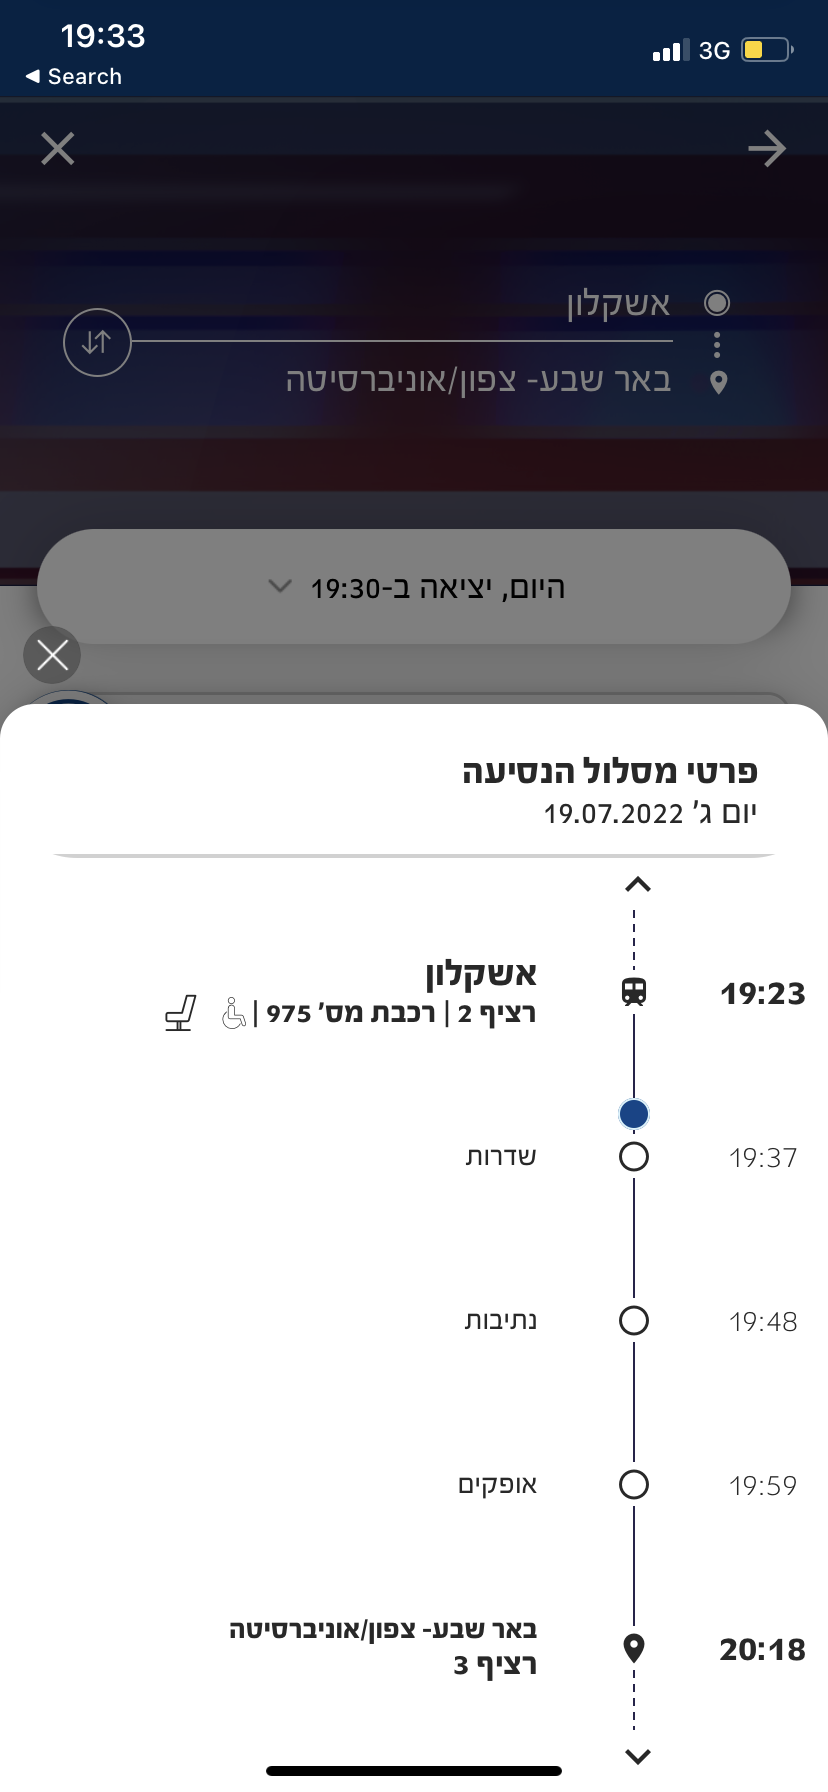 19:33
3G
◀ Search
אשקלון
באר שבע- צפון/אוניברסיטה
היום, יציאה ב-19:30
פרטי מסלול הנסיעה
יום ג' 19.07.2022
19:23
אשקלון
רציף 2 | רכבת מס' 975 |
19:37
שדרות
19:48
נתיבות
19:59
אופקים
20:18
באר שבע- צפון/אוניברסיטה
רציף 3